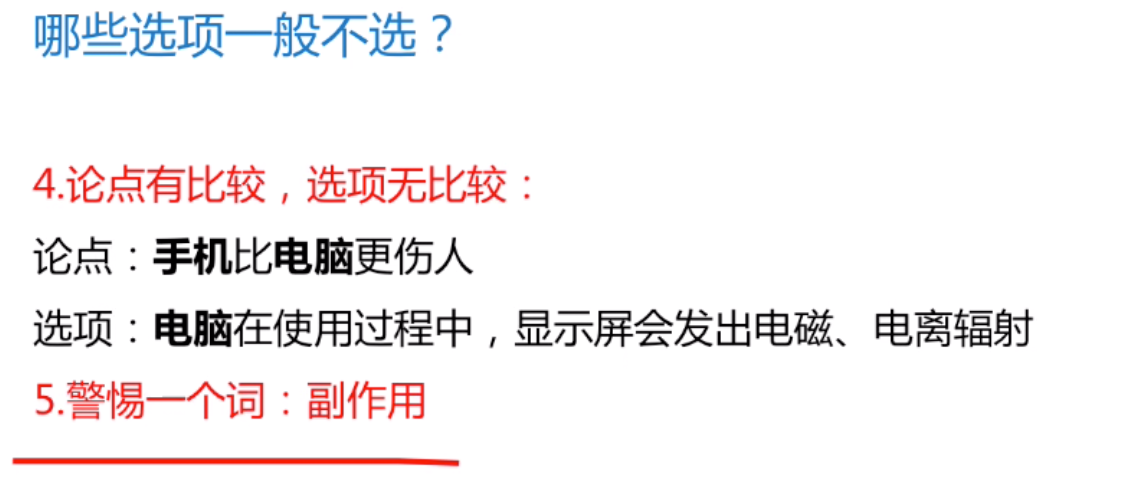 哪些选项一般不选？
4.论点有比较，选项无比较：
论点：手机比电脑更伤人
选项：电脑在使用过程中，显示屏会发出电磁、电离辐射
5.警惕一个词：副作用